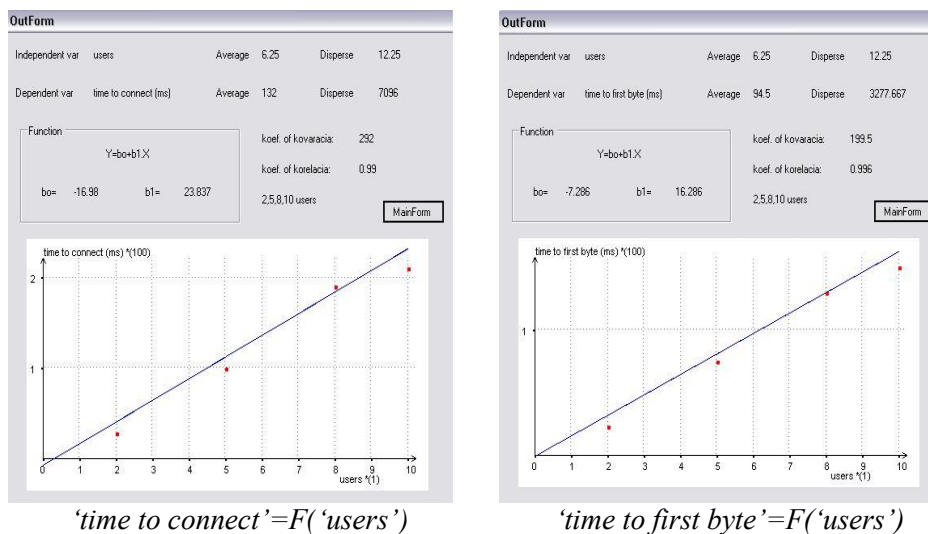 OutForm
Independent var users Average 6.25 Disperse 12.25
Dependent var time to connect (ms) Average 132 Disperse 7096
Function
Y=bo+b1.X
bo= -16.98 b1= 23.837
koef. of kovaracia: 292
koef. of korelacia: 0.99
2,5,8,10 users
MainForm
time to connect (ms) *(100)
2
1
0 1 2 3 4 5 6 7 8 9 10
users *(1)
'time to connect'=F('users')
OutForm
Independent var users Average 6.25 Disperse 12.25
Dependent var time to first byte (ms) Average 94.5 Disperse 3277.667
Function
Y=bo+b1.X
bo= -7.286 b1= 16.286
koef. of kovaracia: 199.5
koef. of korelacia: 0.996
2,5,8,10 users
MainForm
time to first byte (ms) *(100)
1
0 1 2 3 4 5 6 7 8 9 10
users *(1)
'time to first byte'=F('users')